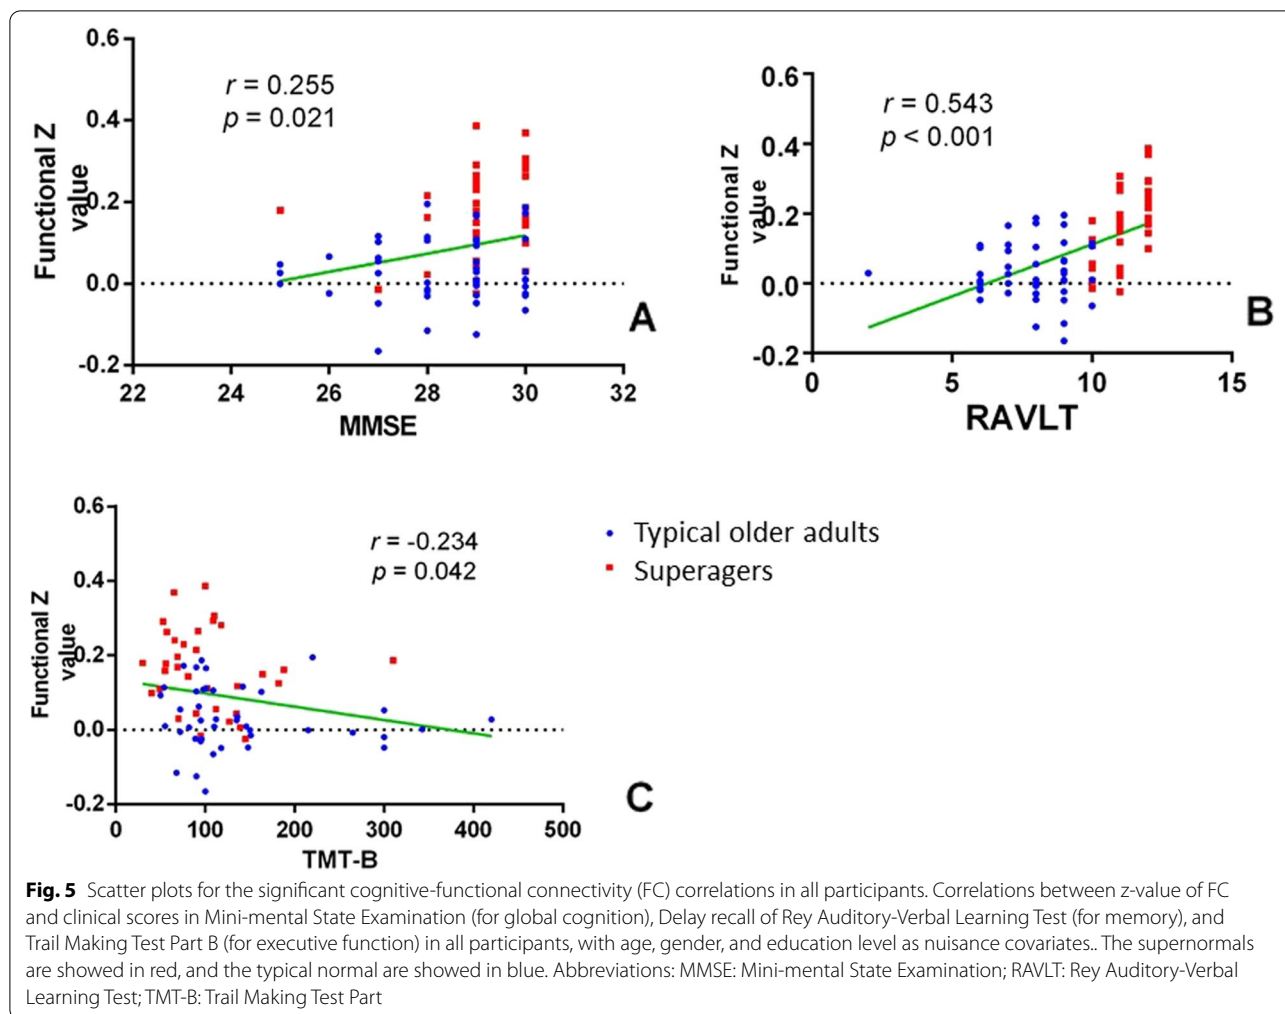 0.6
0.4
0.2
0.0
-0.2
Functional Z
value
r = 0.255
p = 0.021
A
22 24 26 28 30 32
MMSE
0.6
0.4
0.2
0.0
-0.2
Functional Z
value
r = 0.543
p < 0.001
B
0 5 10 15
RAVLT
0.6
0.4
0.2
0.0
-0.2
Functional Z
value
r = -0.234
p = 0.042
C
0 100 200 300 400 500
TMT-B
Typical older adults
Superagers
Fig. 5 Scatter plots for the significant cognitive-functional connectivity (FC) correlations in all participants. Correlations between z-value of FC
and clinical scores in Mini-mental State Examination (for global cognition), Delay recall of Rey Auditory-Verbal Learning Test (for memory), and
Trail Making Test Part B (for executive function) in all participants, with age, gender, and education level as nuisance covariates.. The supernormals
are showed in red, and the typical normal are showed in blue. Abbreviations: MMSE: Mini-mental State Examination; RAVLT: Rey Auditory-Verbal
Learning Test; TMT-B: Trail Making Test Part